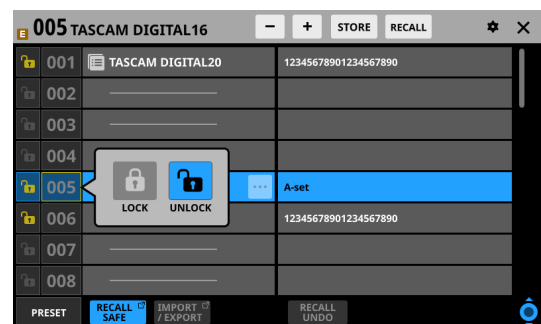 E 005 TASCAM DIGITAL16 - + STORE RECALL
001 TASCAM DIGITAL20 12345678901234567890
002
003
004
005 ... A-set
LOCK UNLOCK
006 12345678901234567890
007
008
PRESET RECALL SAFE IMPORT / EXPORT RECALL UNDO